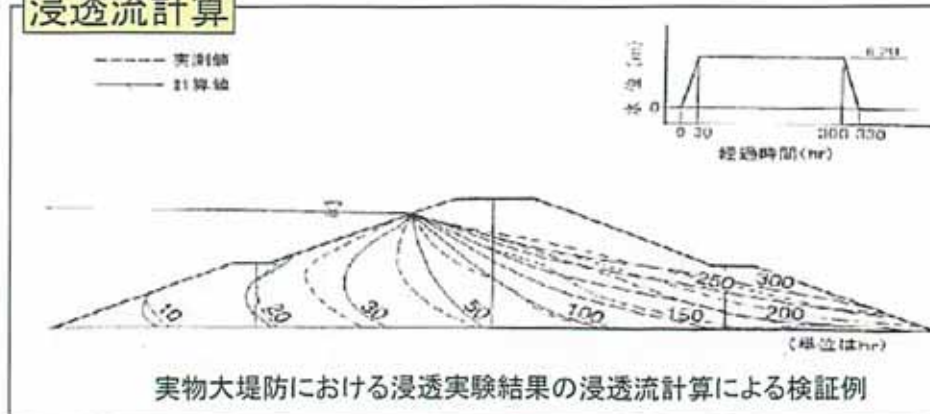 浸透流計算
実測値
計算値
水位(m)
0
0 30 300 330
経過時間(hr)
10 20 30 50 100 150 200 250 300
(単位はhr)
実物大堤防における浸透実験結果の浸透流計算による検証例